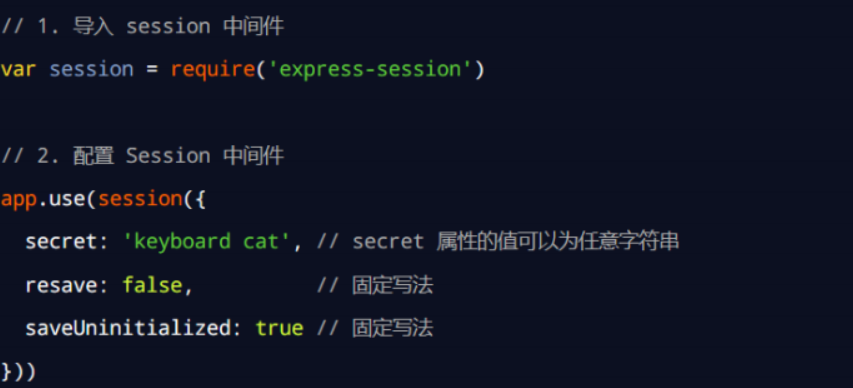 // 1. 导入 session 中间件
var session = require('express-session')
// 2. 配置 Session 中间件
app.use(session({
  secret: 'keyboard cat', // secret 属性的值可以为任意字符串
  resave: false,          // 固定写法
  saveUninitialized: true // 固定写法
}))